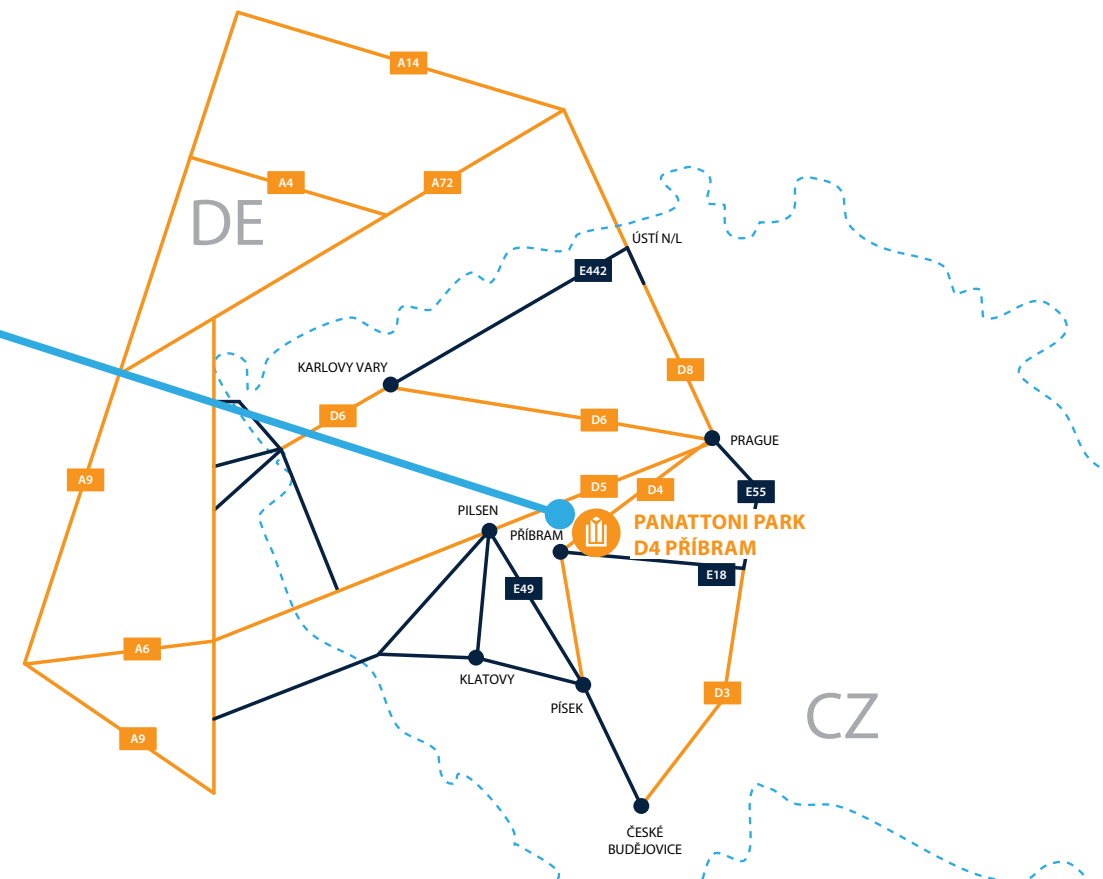 A14
A4
A72
DE
ÚSTÍ N/L
E442
KARLOVY VARY
D8
D6
D6
PRAGUE
A9
D5
D4
E55
PILSEN
PŘÍBRAM
PANATTONI PARK
D4 PŘÍBRAM
E18
E49
A6
KLATOVY
PÍSEK
D3
CZ
A9
ČESKÉ
BUDĚJOVICE